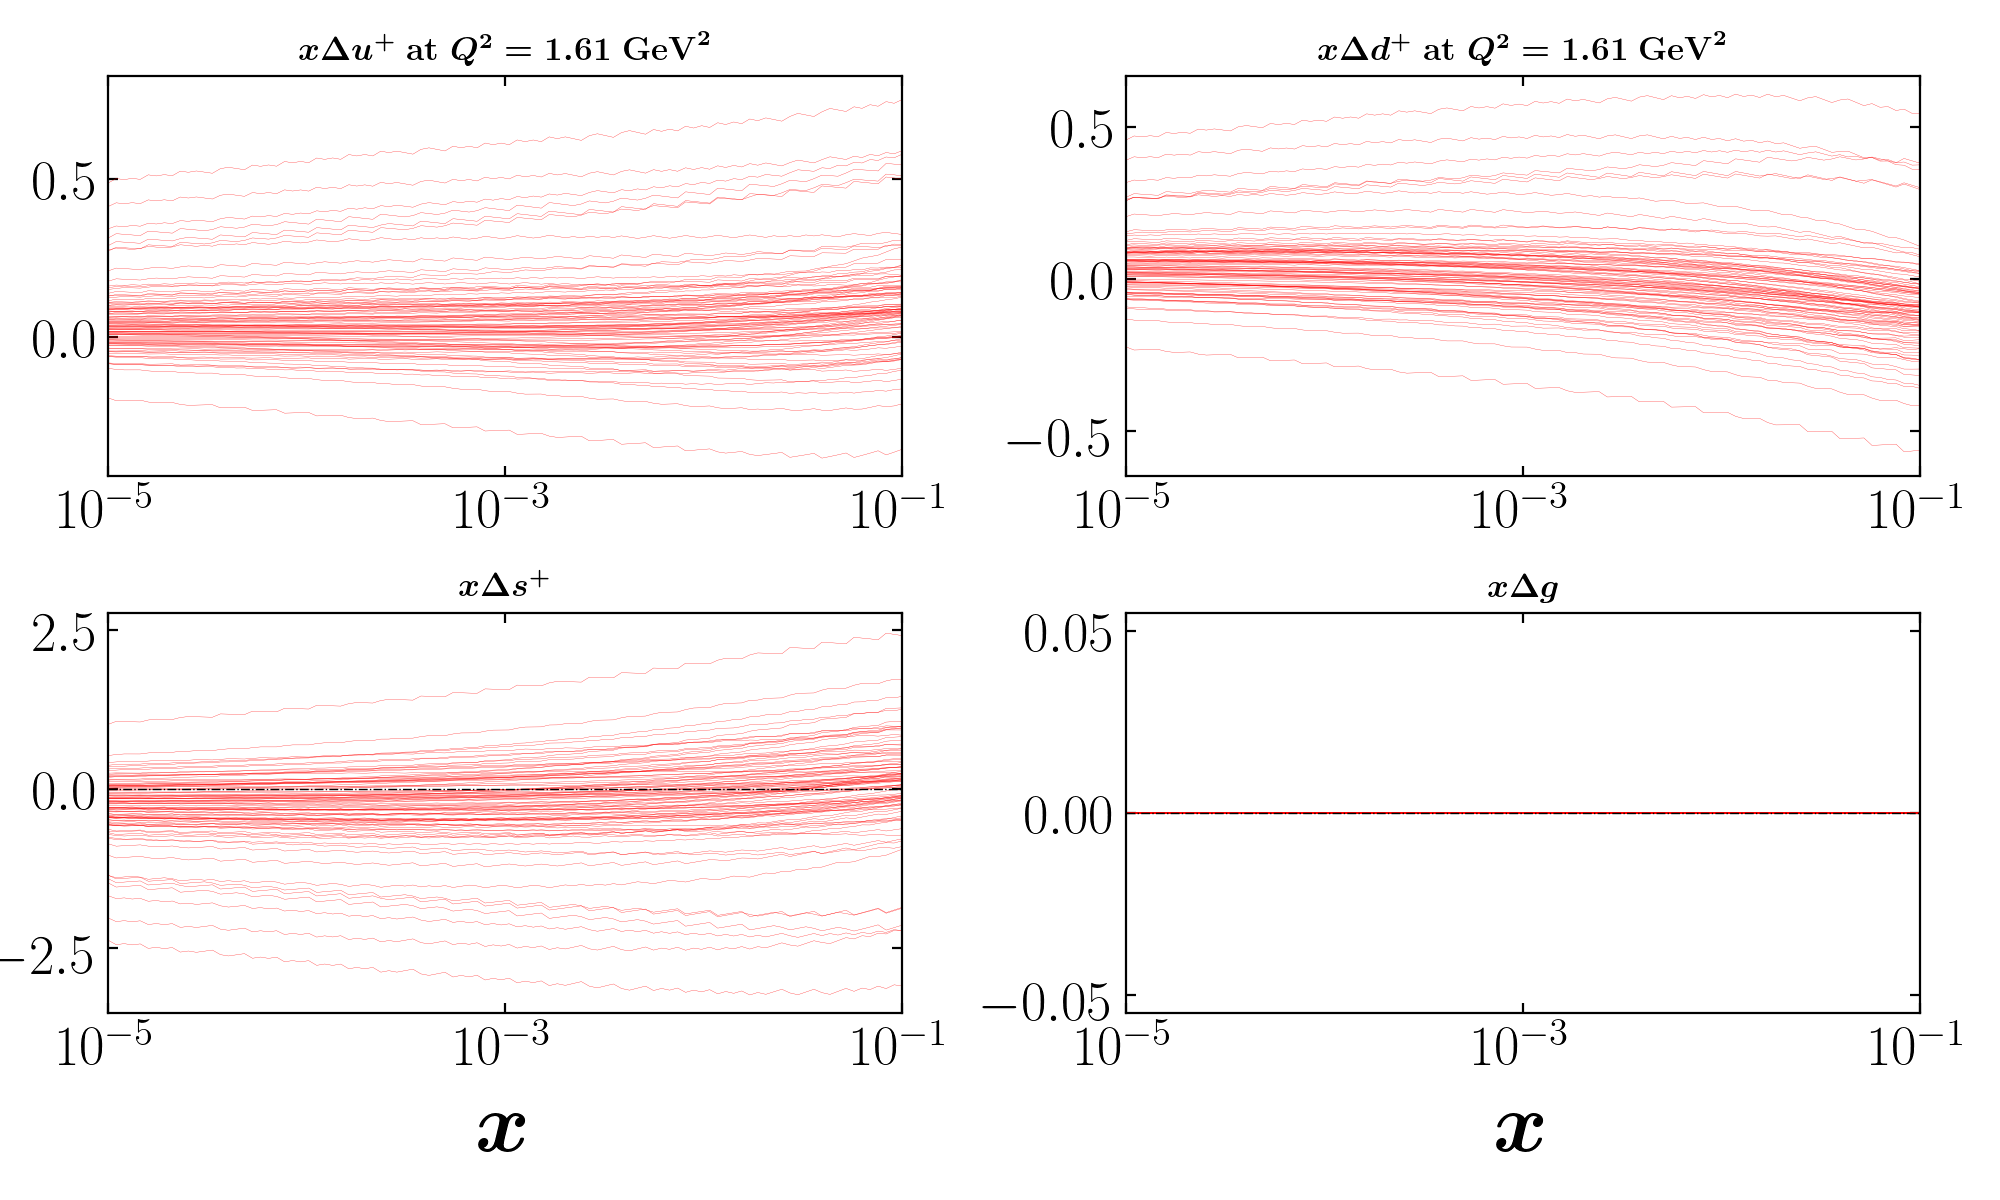 xΔu⁺ at Q² = 1.61 GeV²
0.5
0.0
10⁻⁵ 10⁻³ 10⁻¹
xΔd⁺ at Q² = 1.61 GeV²
0.5
0.0
−0.5
10⁻⁵ 10⁻³ 10⁻¹
xΔs⁺
2.5
0.0
−2.5
10⁻⁵ 10⁻³ 10⁻¹
x
xΔg
0.05
0.00
−0.05
10⁻⁵ 10⁻³ 10⁻¹
x